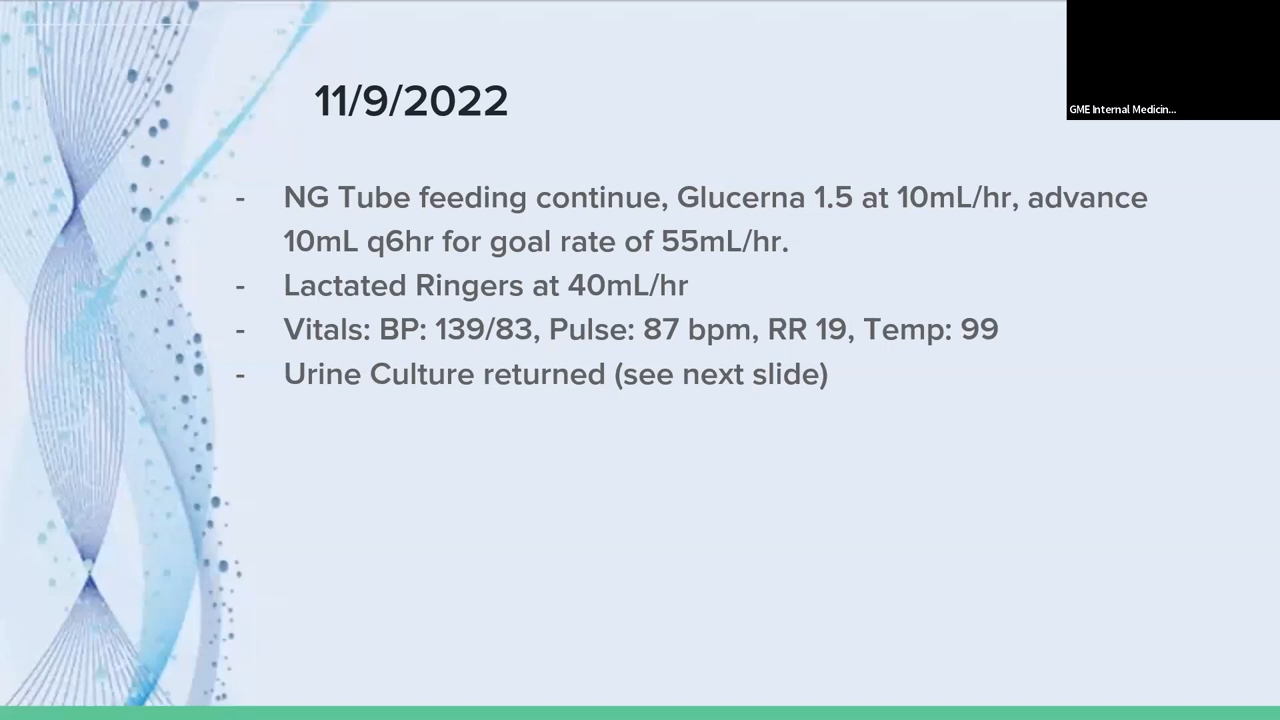 GME Internal Medicin...
11/9/2022
- NG Tube feeding continue, Glucerna 1.5 at 10mL/hr, advance
10mL q6hr for goal rate of 55mL/hr.
- Lactated Ringers at 40mL/hr
- Vitals: BP: 139/83, Pulse: 87 bpm, RR 19, Temp: 99
- Urine Culture returned (see next slide)